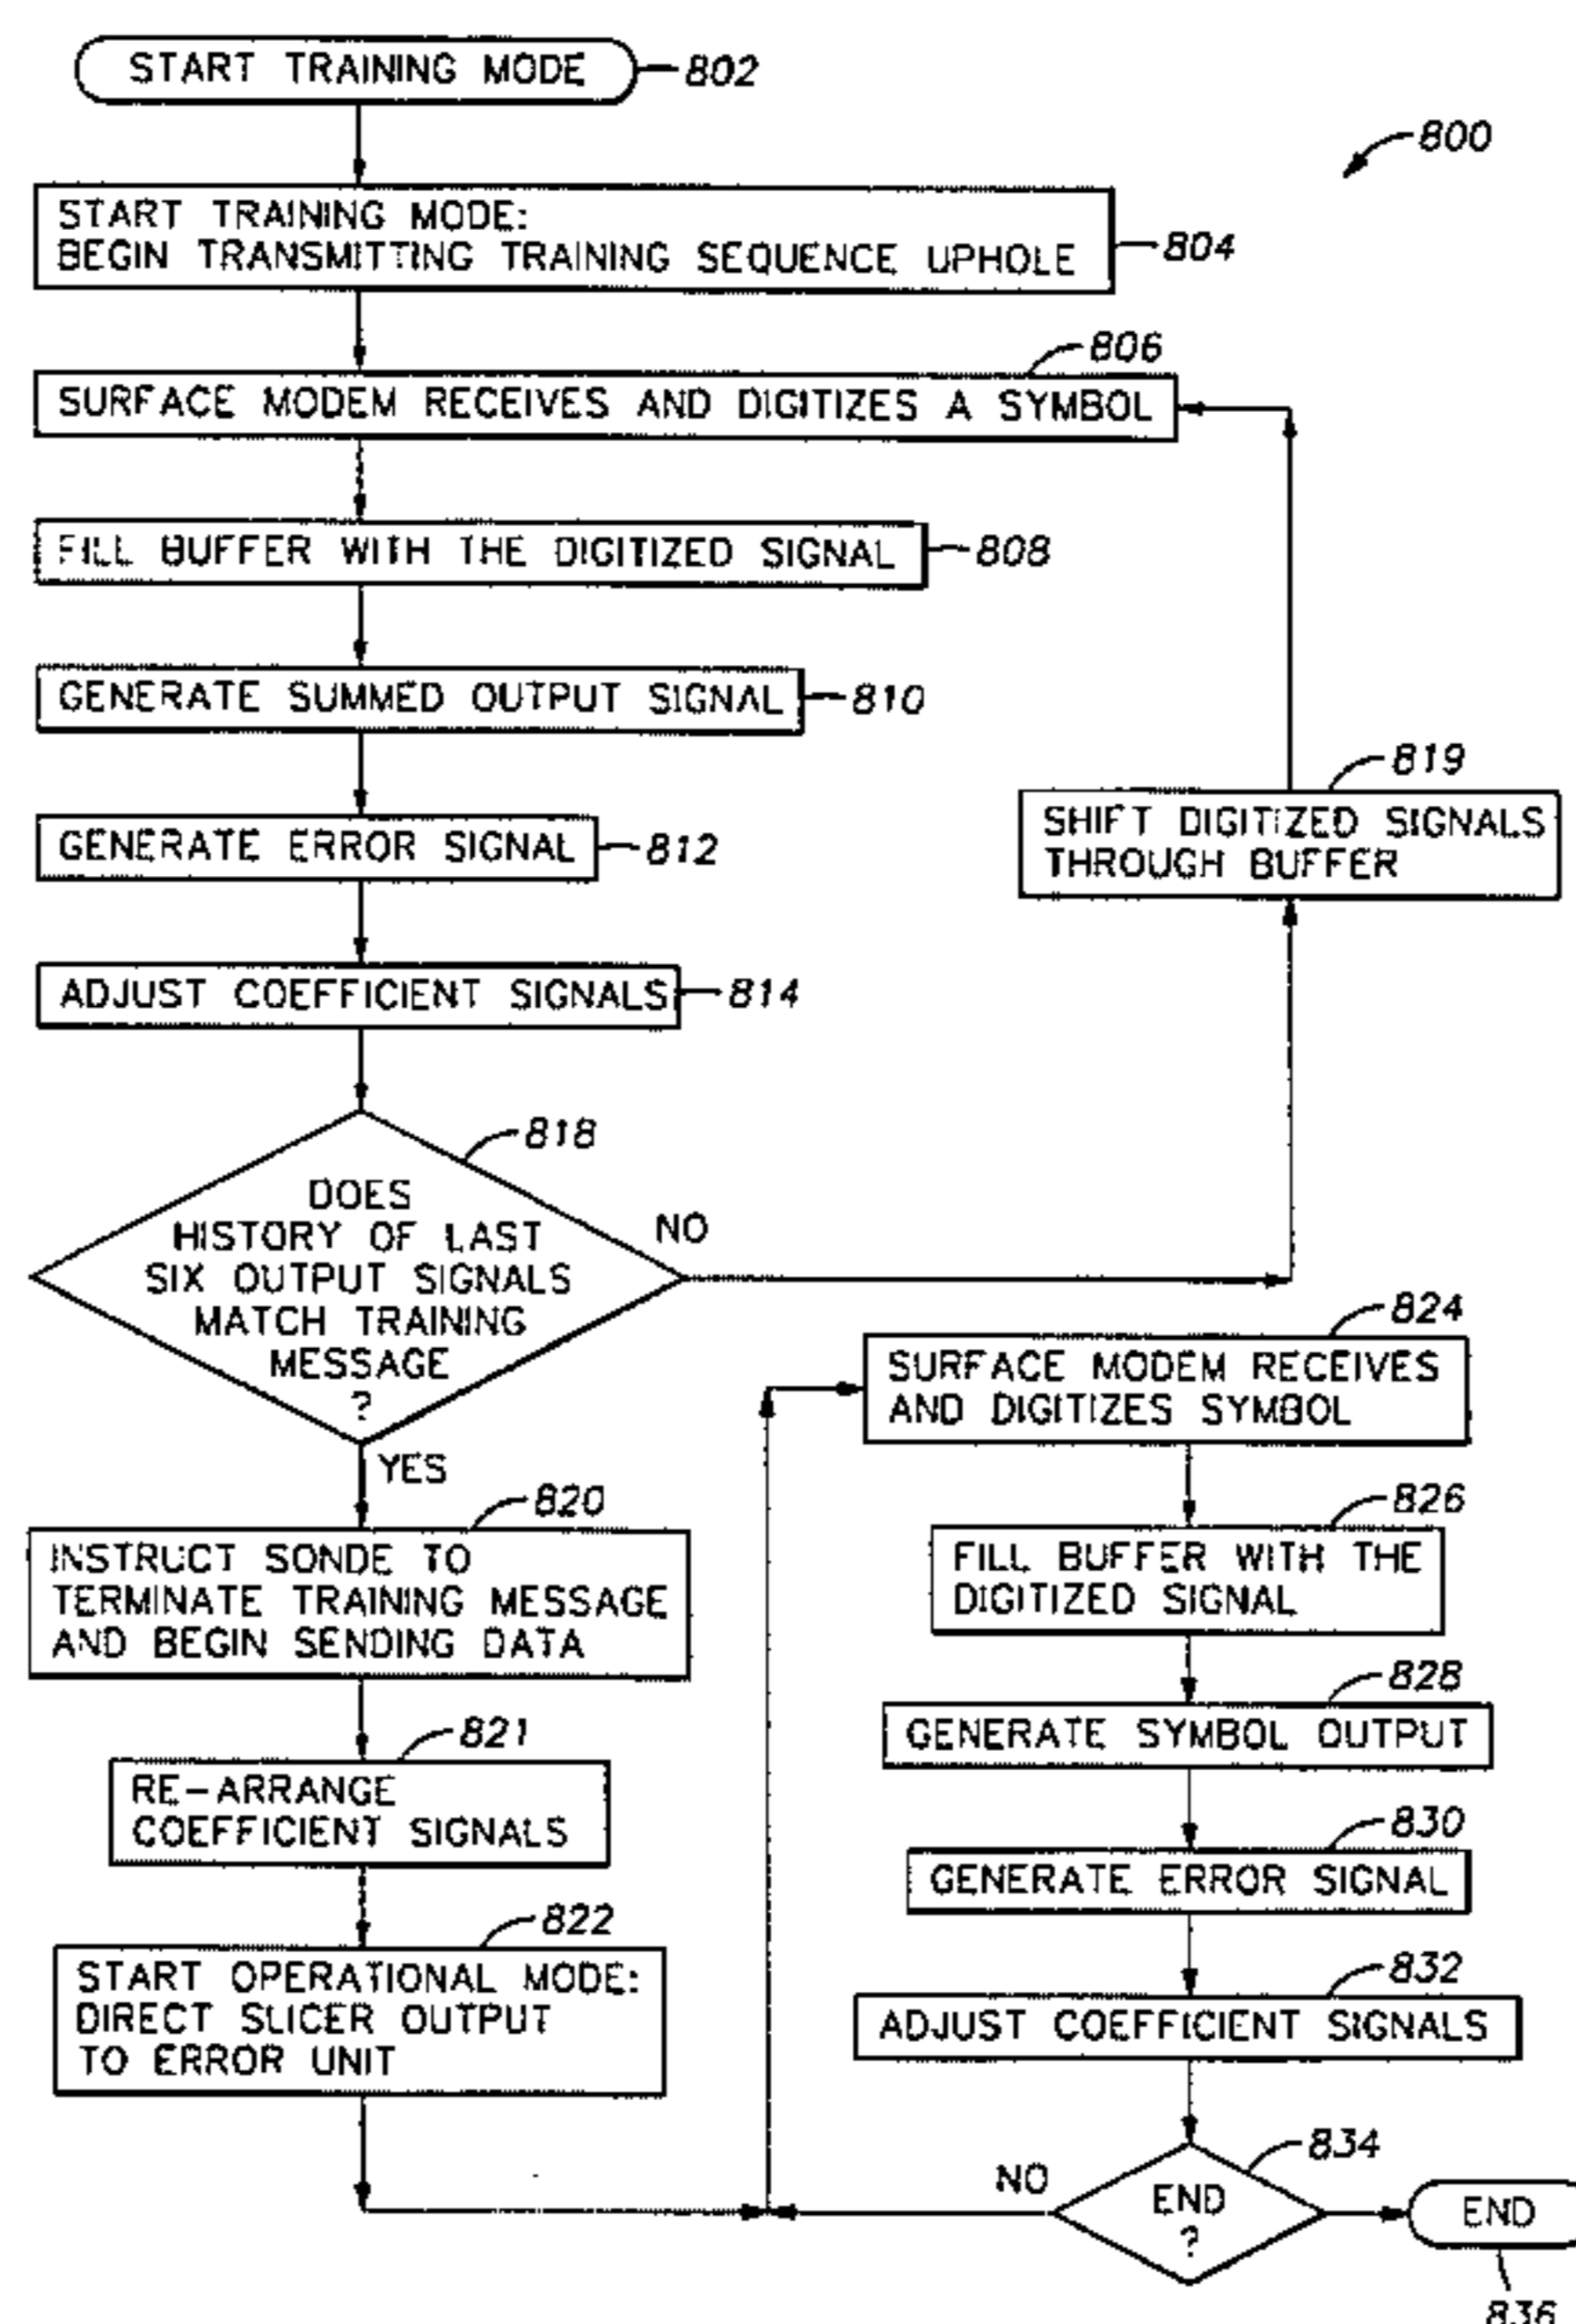 START TRAINING MODE
802
800
START TRAINING MODE:
BEGIN TRANSMITTING TRAINING SEQUENCE UPHOLE
804
806
SURFACE MODEM RECEIVES AND DIGITIZES A SYMBOL
FILL BUFFER WITH THE DIGITIZED SIGNAL
808
GENERATE SUMMED OUTPUT SIGNAL
810
819
SHIFT DIGITIZED SIGNALS
THROUGH BUFFER
GENERATE ERROR SIGNAL
812
ADJUST COEFFICIENT SIGNALS
814
818
DOES
HISTORY OF LAST
SIX OUTPUT SIGNALS
MATCH TRAINING
MESSAGE
?
NO
YES
820
INSTRUCT SONDE TO
TERMINATE TRAINING MESSAGE
AND BEGIN SENDING DATA
821
RE-ARRANGE
COEFFICIENT SIGNALS
822
START OPERATIONAL MODE:
DIRECT SLICER OUTPUT
TO ERROR UNIT
824
SURFACE MODEM RECEIVES
AND DIGITIZES SYMBOL
826
FILL BUFFER WITH THE
DIGITIZED SIGNAL
828
GENERATE SYMBOL OUTPUT
830
GENERATE ERROR SIGNAL
832
ADJUST COEFFICIENT SIGNALS
834
NO
END
?
END
836